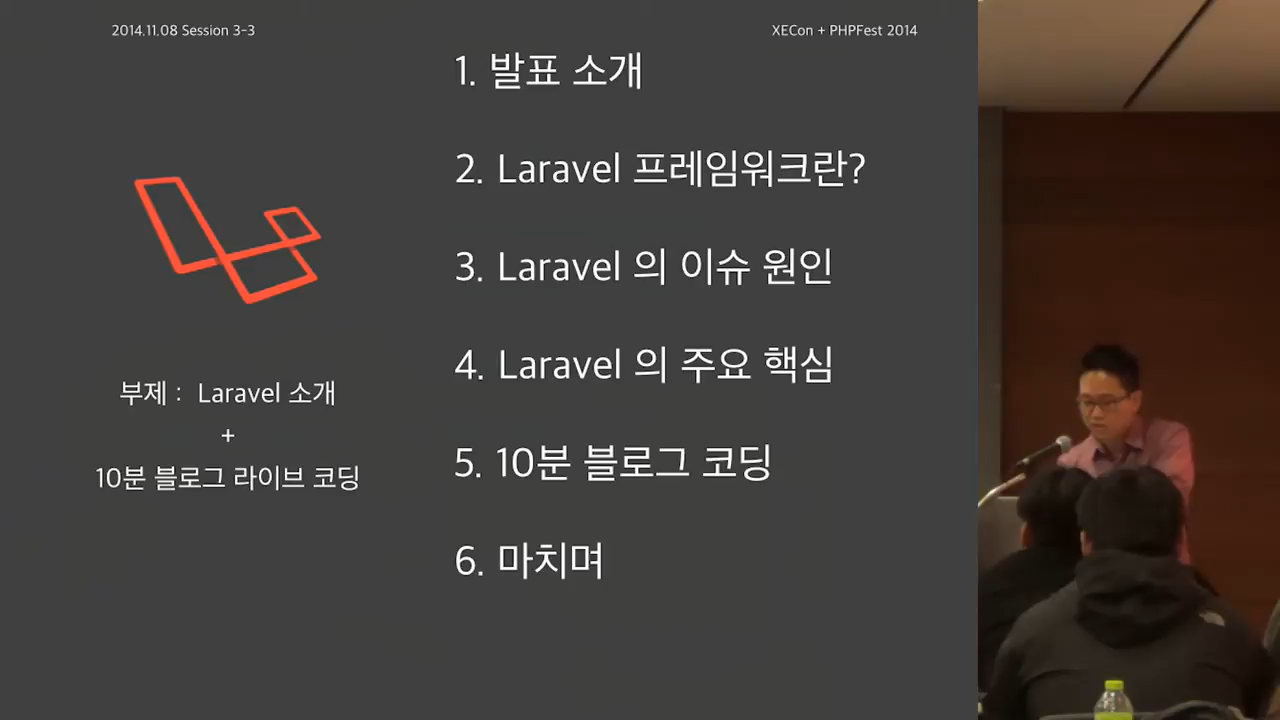 2014.11.08 Session 3-3
XECon + PHPFest 2014
1. 발표 소개
2. Laravel 프레임워크란?
3. Laravel 의 이슈 원인
4. Laravel 의 주요 핵심
5. 10분 블로그 코딩
6. 마치며
부제 : Laravel 소개
+
10분 블로그 라이브 코딩